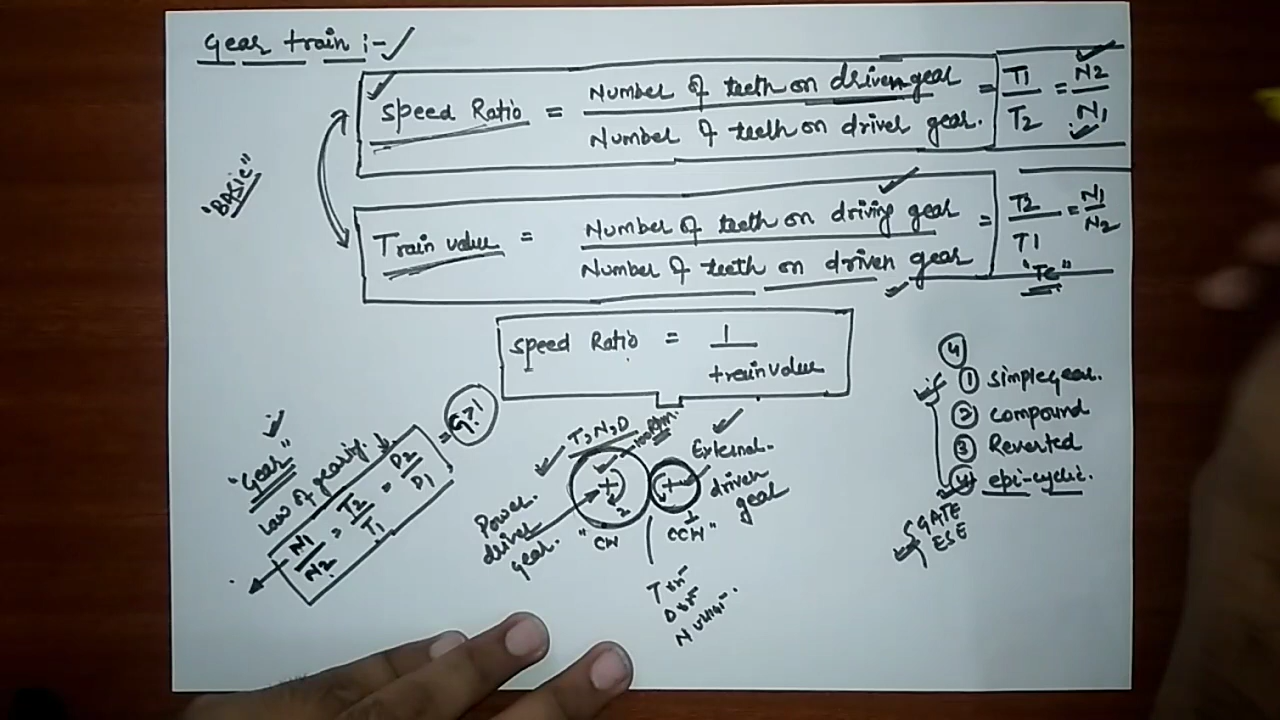 Gear train :-
Speed Ratio = Number of teeth on driven gear / Number of teeth on driver gear. = T1/T2 = N2/N1
"BASIC"
Train value = Number of teeth on driving gear / Number of teeth on driven gear = T2/T1 = N1/N2
Speed Ratio = 1 / train value
4
1 Simple gear.
2 compound
3 Reverted
4 epi-cyclic.
GATE
ESE
"Gear"
law of gearing.
N1/N2 = T2/T1 = D2/D1 = G?!
T, N, D
External.
driven
gear
Power.
driver
gear.
2
1
"CW
CCW"